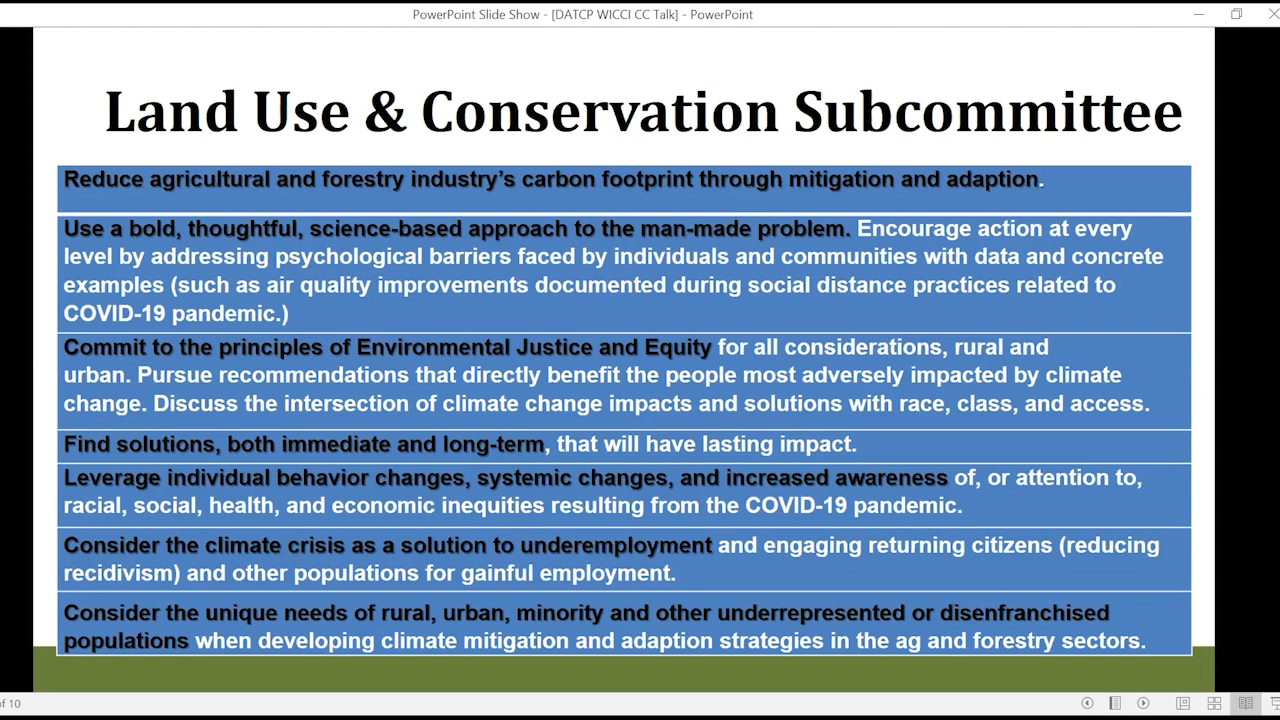 PowerPoint Slide Show - [DATCP WICCI CC Talk] - PowerPoint
Land Use & Conservation Subcommittee
Reduce agricultural and forestry industry's carbon footprint through mitigation and adaption.
Use a bold, thoughtful, science-based approach to the man-made problem. Encourage action at every
level by addressing psychological barriers faced by individuals and communities with data and concrete
examples (such as air quality improvements documented during social distance practices related to
COVID-19 pandemic.)
Commit to the principles of Environmental Justice and Equity for all considerations, rural and
urban. Pursue recommendations that directly benefit the people most adversely impacted by climate
change. Discuss the intersection of climate change impacts and solutions with race, class, and access.
Find solutions, both immediate and long-term, that will have lasting impact.
Leverage individual behavior changes, systemic changes, and increased awareness of, or attention to,
racial, social, health, and economic inequities resulting from the COVID-19 pandemic.
Consider the climate crisis as a solution to underemployment and engaging returning citizens (reducing
recidivism) and other populations for gainful employment.
Consider the unique needs of rural, urban, minority and other underrepresented or disenfranchised
populations when developing climate mitigation and adaption strategies in the ag and forestry sectors.
of 10